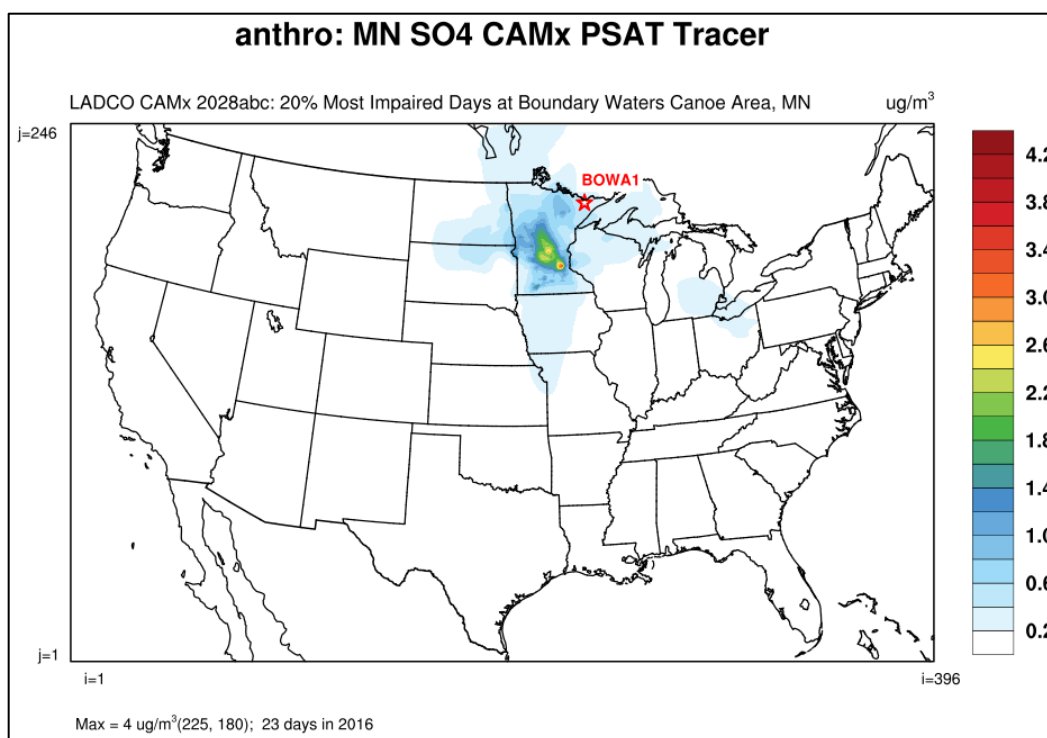 anthro: MN SO4 CAMx PSAT Tracer
LADCO CAMx 2028abc: 20% Most Impaired Days at Boundary Waters Canoe Area, MN ug/m³
j=246
BOWA1
4.2
3.8
3.4
3.0
2.6
2.2
1.8
1.4
1.0
0.6
0.2
j=1
i=1 i=396
Max = 4 ug/m³(225, 180); 23 days in 2016